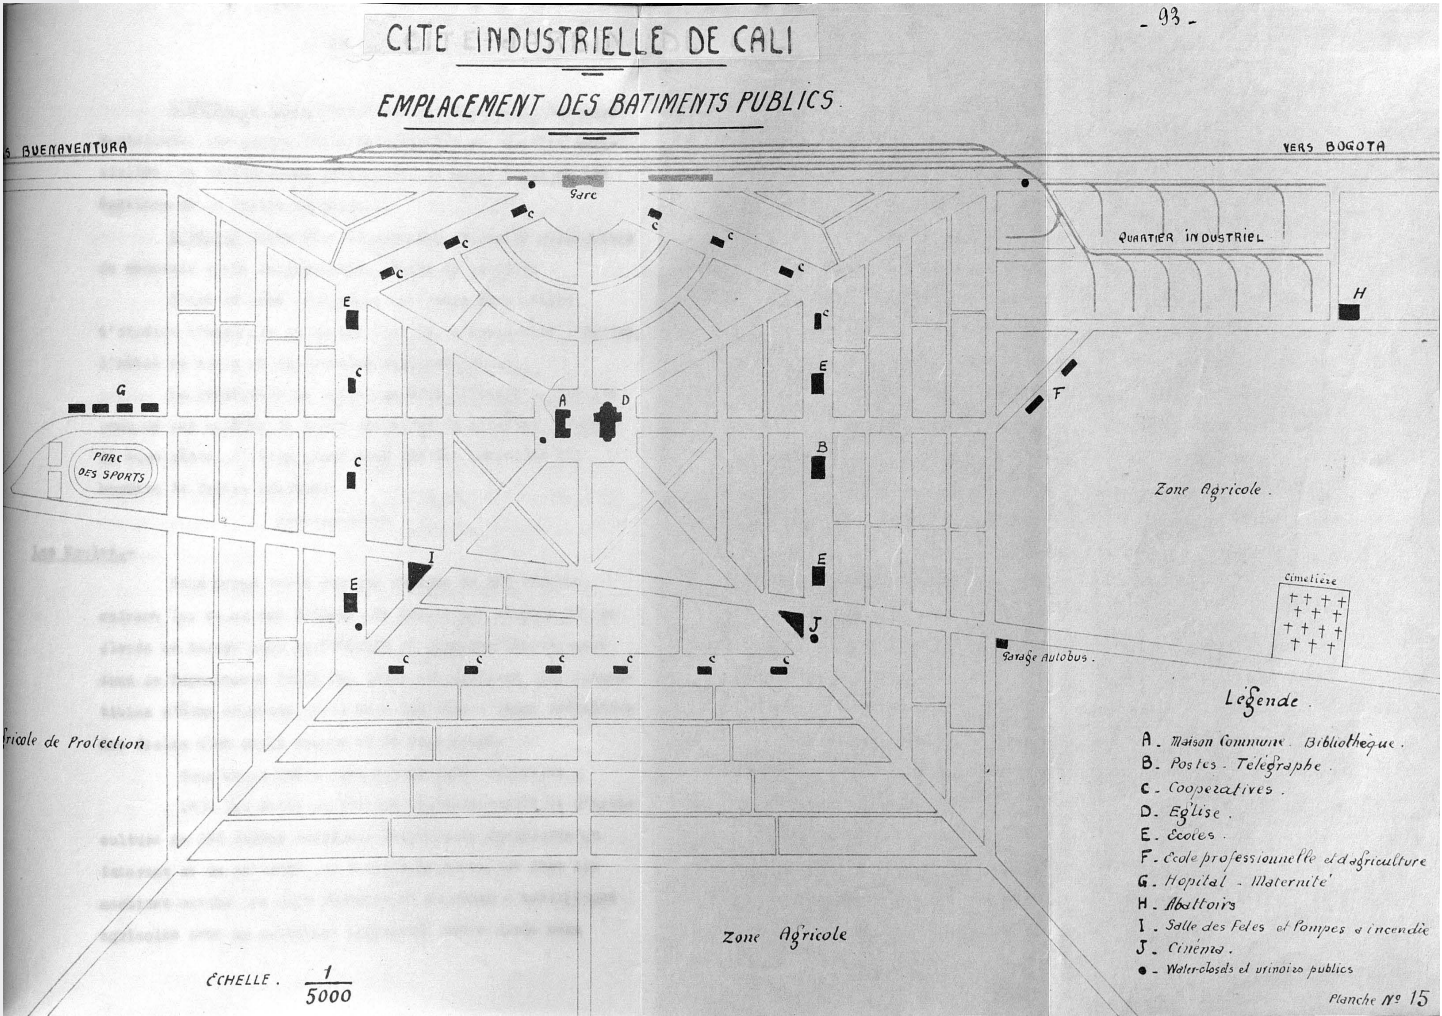 - 93 -
CITE INDUSTRIELLE DE CALI
EMPLACEMENT DES BATIMENTS PUBLICS.
S BUENAVENTURA
VERS BOGOTA
Gare
C
C
C
C
C
C
QUARTIER INDUSTRIEL
H
E
C
C
E
F
G
A
D
B
PARC
DES SPORTS
C
Zone Agricole.
I
E
E
J
Cimetière
C
C
C
C
C
C
Garage Autobus.
gricole de Protection
Zone Agricole
ÉCHELLE. 1/5000
Légende.
A. Maison Commune. Bibliothèque.
B. Postes - Télégraphe.
C - Coopératives.
D. Eglise.
E. Ecoles.
F. Ecole professionnelle et d'agriculture
G. Hopital - Maternité
H. Abattoirs
I. Salle des Fêtes et Pompes a incendie
J. Cinéma.
● - Water-closets et urinoirs publics
Planche Nº 15